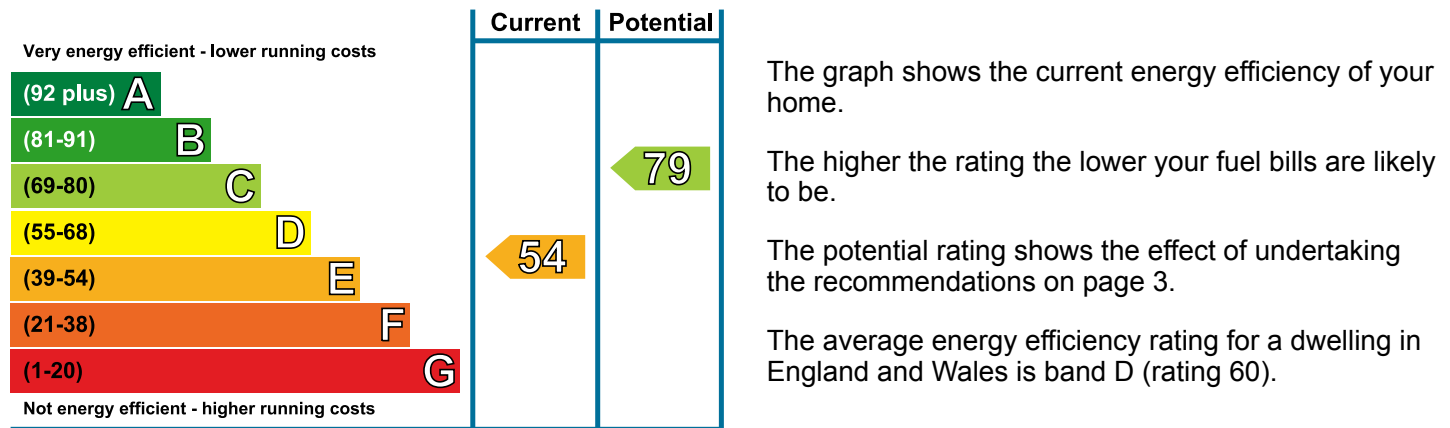 Current Potential
Very energy efficient - lower running costs
(92 plus) A
(81-91) B
(69-80) C
79
(55-68) D
54
(39-54) E
(21-38) F
(1-20) G
Not energy efficient - higher running costs
The graph shows the current energy efficiency of your
home.
The higher the rating the lower your fuel bills are likely
to be.
The potential rating shows the effect of undertaking
the recommendations on page 3.
The average energy efficiency rating for a dwelling in
England and Wales is band D (rating 60).